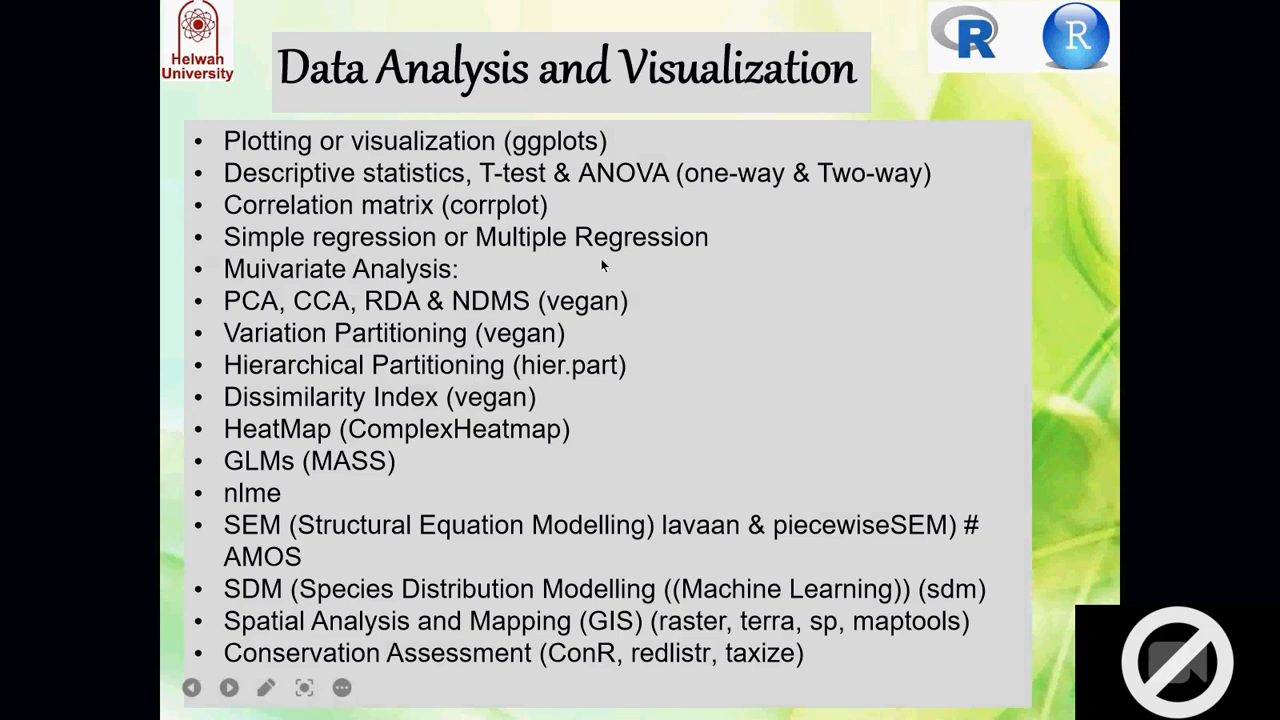 Helwan
University
Data Analysis and Visualization
R
R
• Plotting or visualization (ggplots)
• Descriptive statistics, T-test & ANOVA (one-way & Two-way)
• Correlation matrix (corrplot)
• Simple regression or Multiple Regression
• Muivariate Analysis:
• PCA, CCA, RDA & NDMS (vegan)
• Variation Partitioning (vegan)
• Hierarchical Partitioning (hier.part)
• Dissimilarity Index (vegan)
• HeatMap (ComplexHeatmap)
• GLMs (MASS)
• nlme
• SEM (Structural Equation Modelling) lavaan & piecewiseSEM) #
AMOS
• SDM (Species Distribution Modelling ((Machine Learning)) (sdm)
• Spatial Analysis and Mapping (GIS) (raster, terra, sp, maptools)
• Conservation Assessment (ConR, redlistr, taxize)